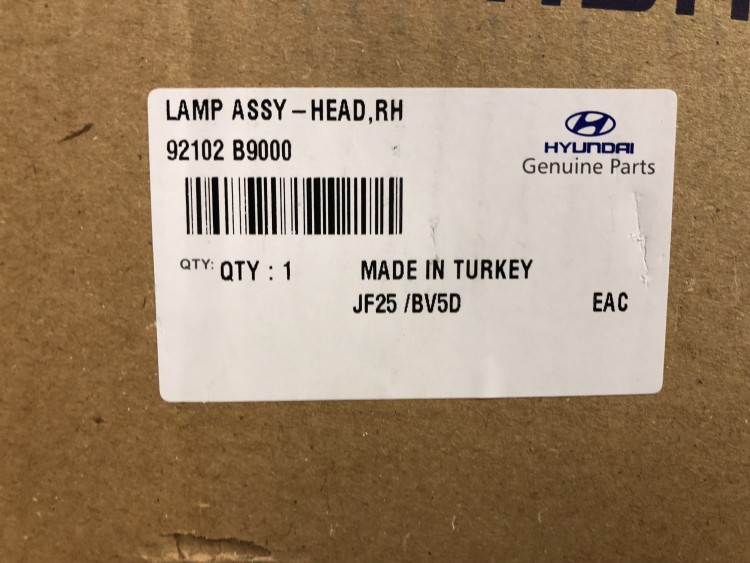 LAMP ASSY-HEAD,RH
92102 B9000
HYUNDAI
Genuine Parts
QTY: QTY : 1 MADE IN TURKEY
JF25 /BV5D EAC